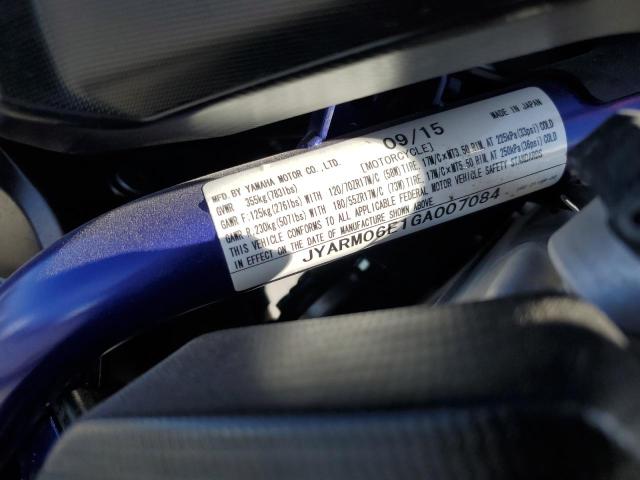 09/15 MADE IN JAPAN
MFD BY YAMAHA MOTOR CO.,LTD. [MOTORCYCLE]
GVWR 355kg(783lbs)
GAWR F:125kg(276lbs) WITH 120/70ZR17M/C (58W) TIRE, 17M/C×MT3.50 RIM, AT 225kPa(33psi) COLD
GAWR R:230kg(507lbs) WITH 180/55ZR17M/C (73W) TIRE, 17M/C×MT5.50 RIM, AT 250kPa(36psi) COLD
THIS VEHICLE CONFORMS TO ALL APPLICABLE FEDERAL MOTOR VEHICLE SAFETY STANDARDS
IN EFFECT ON THE DATE OF MANUFACTURE SHOWN ABOVE.
JYARM06E1GA007084